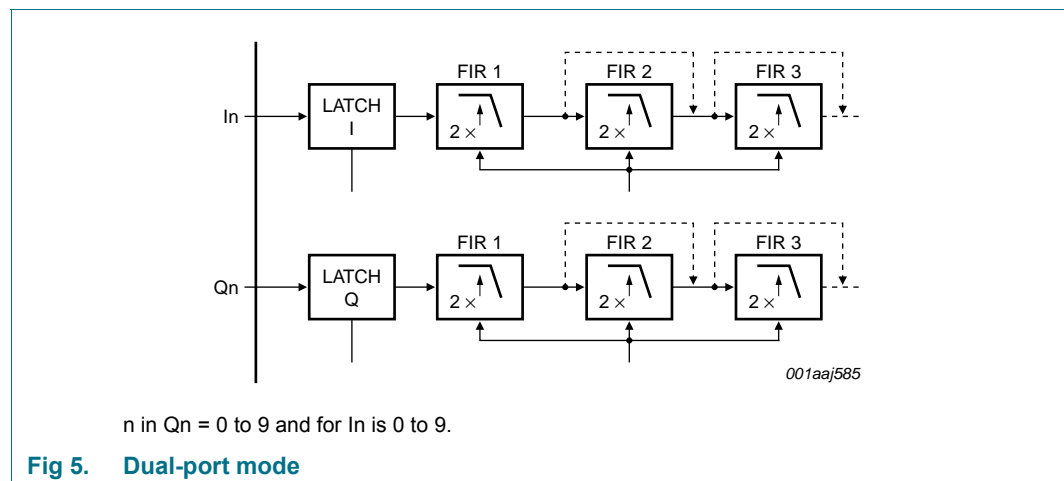 FIR 1 FIR 2 FIR 3
In LATCH I 2 × 2 × 2 ×
FIR 1 FIR 2 FIR 3
Qn LATCH Q 2 × 2 × 2 ×
001aaj585
n in Qn = 0 to 9 and for In is 0 to 9.
Fig 5. Dual-port mode